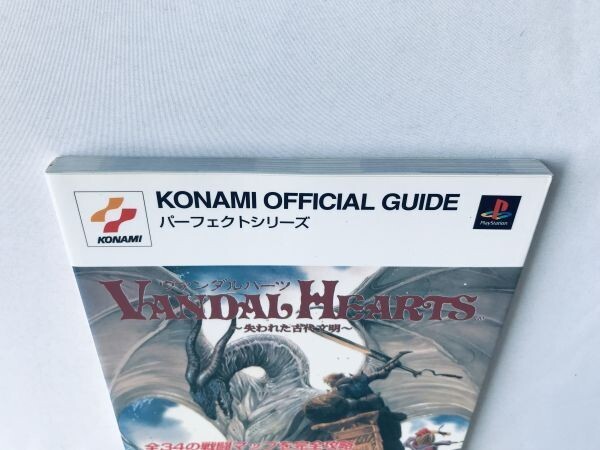 KONAMI OFFICIAL GUIDE
パーフェクトシリーズ
KONAMI
PlayStation
ヴァンダルハーツ
VANDAL HEARTS
～失われた古代文明～
全34の戦闘マップを完全攻略